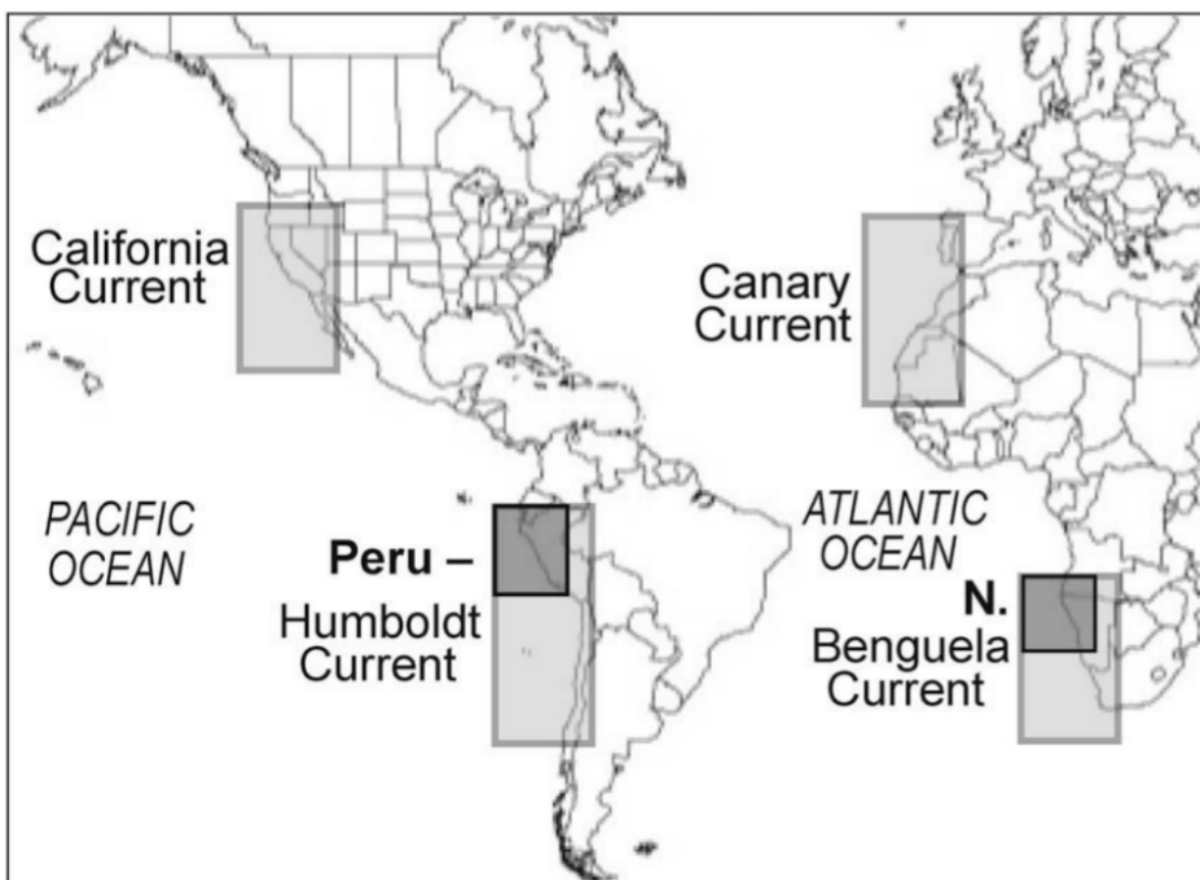 California
Current
Canary
Current
PACIFIC
OCEAN
ATLANTIC
OCEAN
Peru –
Humboldt
Current
N.
Benguela
Current